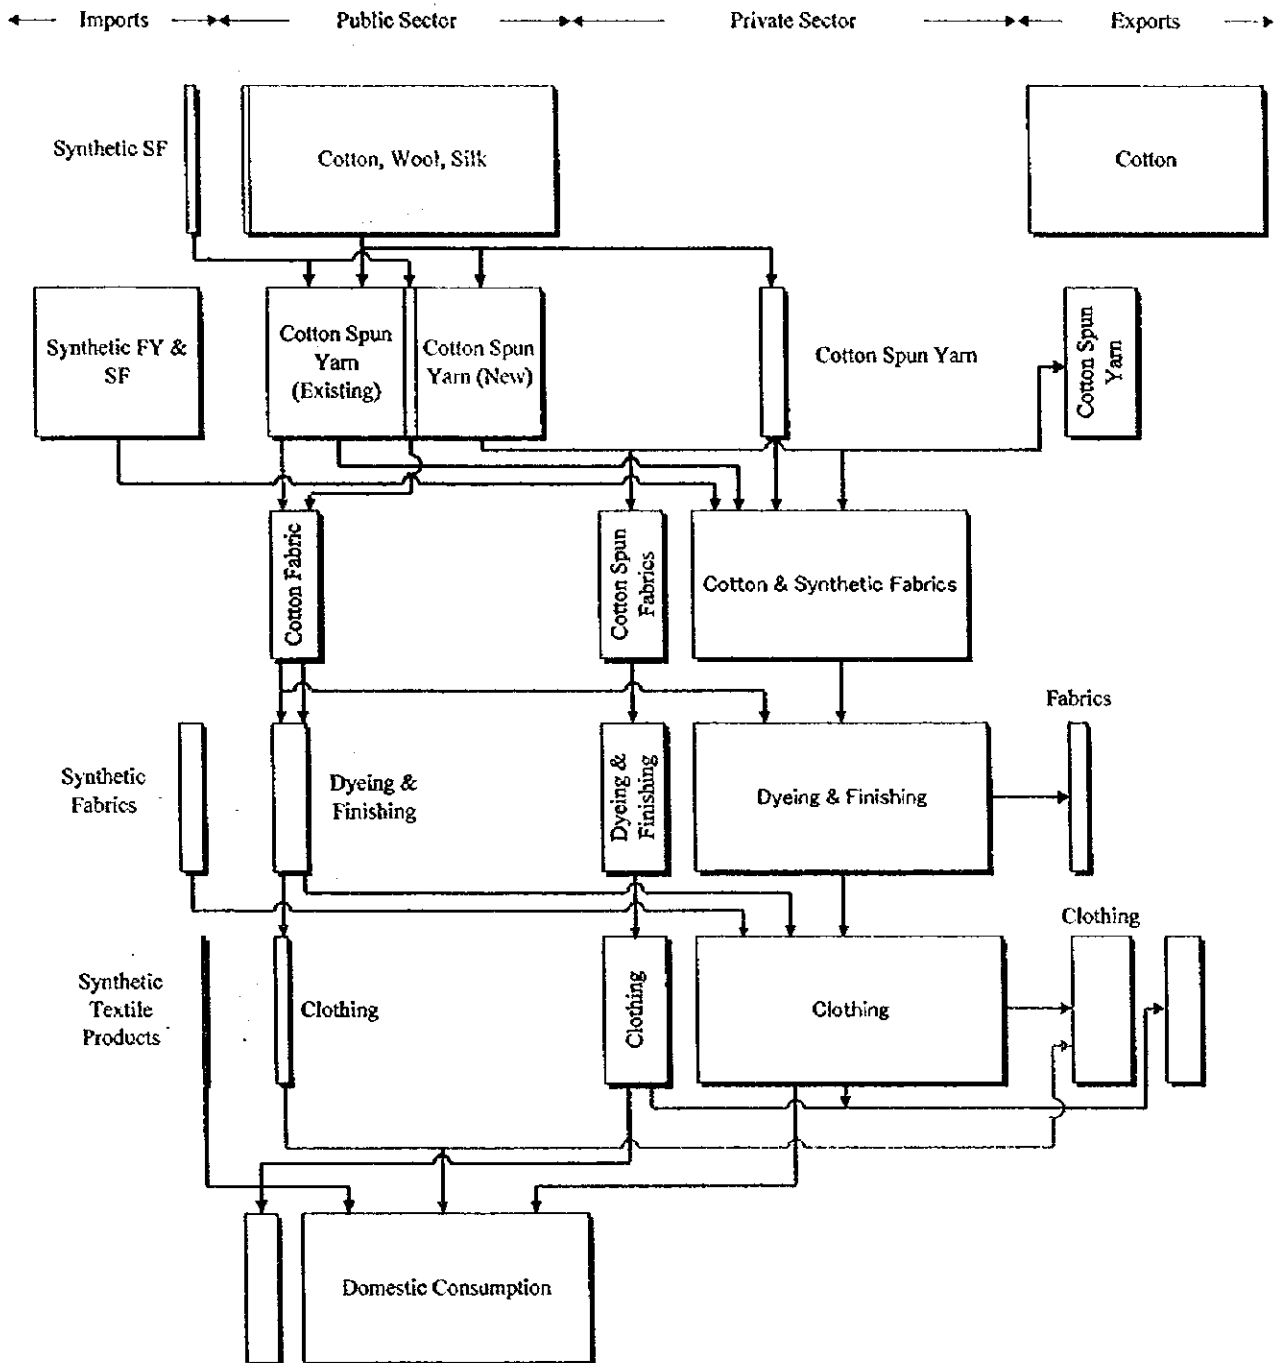 Imports
Public Sector
Private Sector
Exports
Synthetic SF
Cotton, Wool, Silk
Cotton
Synthetic FY &
SF
Cotton Spun
Yarn
(Existing)
Cotton Spun
Yarn (New)
Cotton Spun Yarn
Cotton Spun
Yarn
Cotton Fabric
Cotton Spun
Fabrics
Cotton & Synthetic Fabrics
Fabrics
Synthetic
Fabrics
Dyeing &
Finishing
Dyeing &
Finishing
Dyeing & Finishing
Clothing
Synthetic
Textile
Products
Clothing
Clothing
Clothing
Domestic Consumption